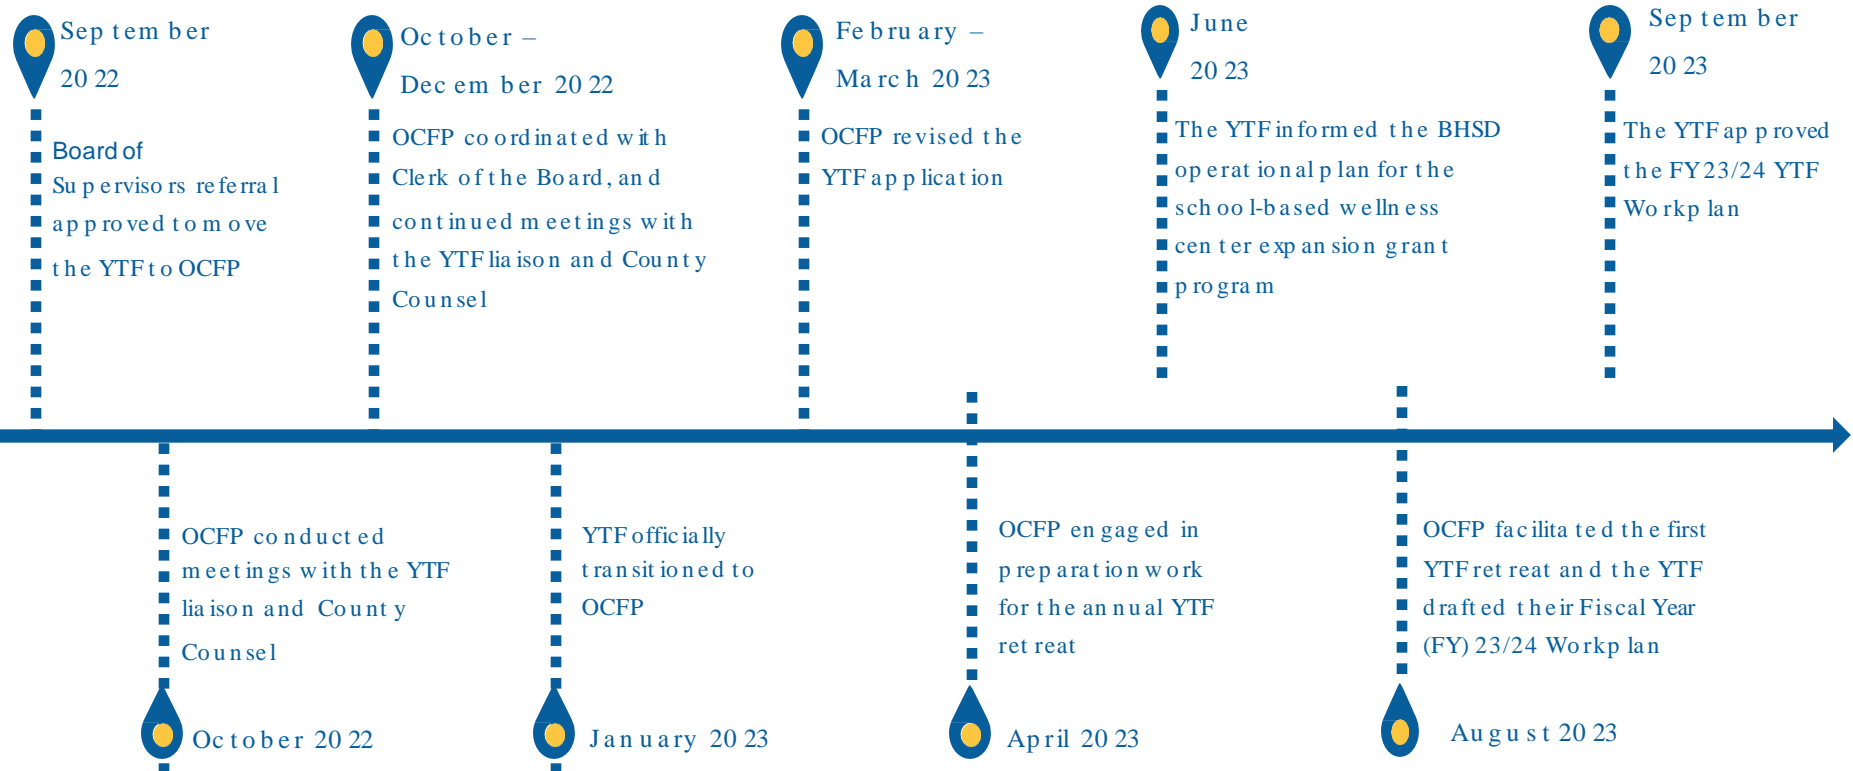 September
2022
Board of
Supervisors referral
approved to move
the YTF to OCFP
October –
December 2022
OCFP coordinated with
Clerk of the Board, and
continued meetings with
the YTF liaison and County
Counsel
February –
March 2023
OCFP revised the
YTF application
June
2023
The YTF informed the BHSD
operational plan for the
school-based wellness
center expansion grant
program
September
2023
The YTF approved
the FY23/24 YTF
Workplan
OCFP conducted
meetings with the YTF
liaison and County
Counsel
October 2022
YTF officially
transitioned to
OCFP
January 2023
OCFP engaged in
preparation work
for the annual YTF
retreat
April 2023
OCFP facilitated the first
YTF retreat and the YTF
drafted their Fiscal Year
(FY) 23/24 Workplan
August 2023